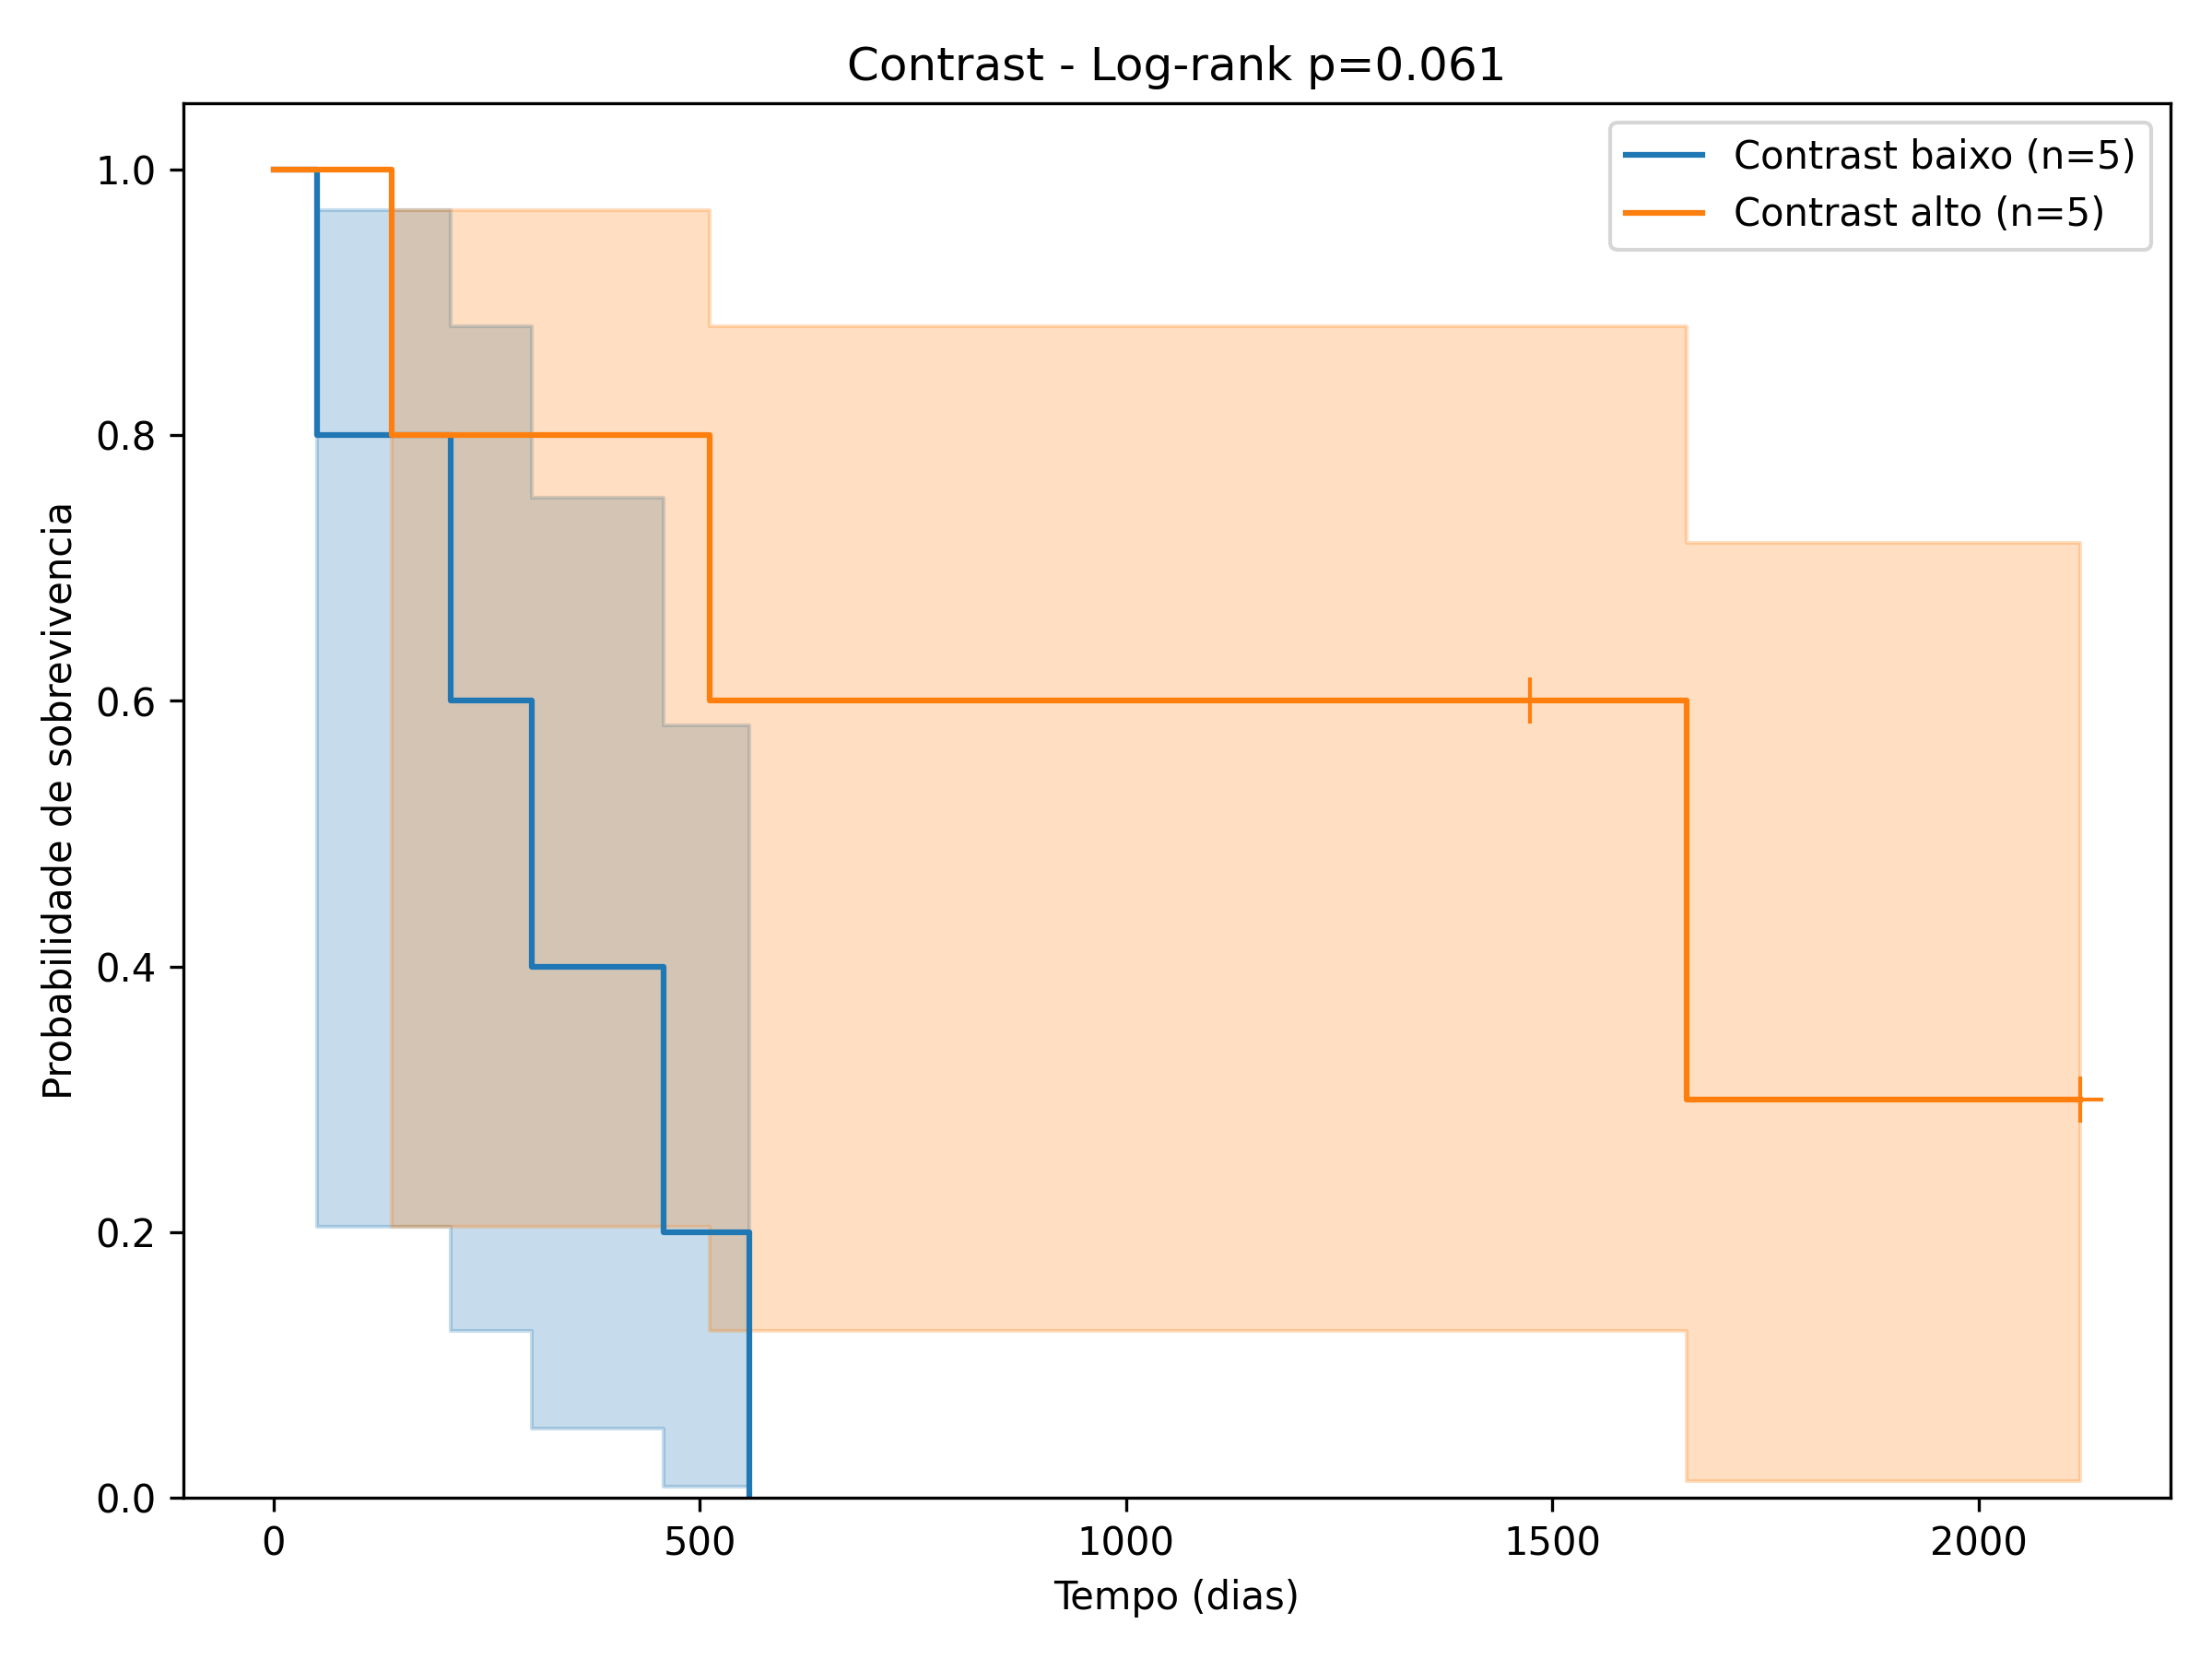 Contrast - Log-rank p=0.061
Contrast baixo (n=5)
Contrast alto (n=5)
Probabilidade de sobrevivencia
1.0
0.8
0.6
0.4
0.2
0.0
0 500 1000 1500 2000
Tempo (dias)